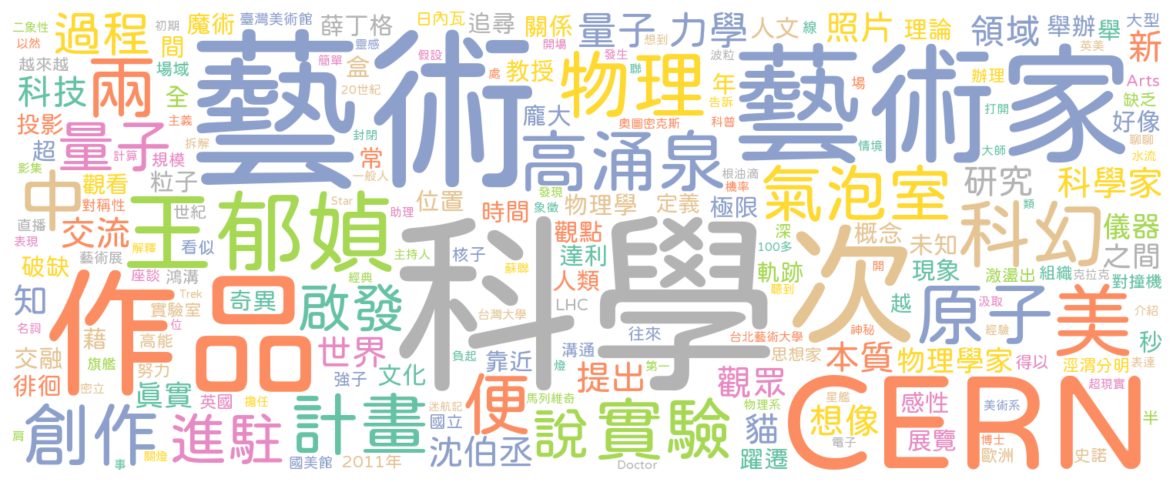 二象性 過程 初期 魔術 臺灣美術館 薛丁格 日內瓦 追尋 關係 開場 量子力學 想到 人文 線 照片 理論 領域 舉辦 舉 大型 新
以然 越來越 間 場域 靈感 盒 假設 簡單 教授 處 發生 聯 波粒 年 告訴 場 辦理 英美 Arts
科技 兩 全 20世紀 藝術 物理 藝術家 科普 打開 缺乏 好像
投影 主義 拆解 封閉 龐大 奧圖密克斯 情境 大師 聊聊
超 量子 計算 規模 常 一般人 高涌泉 水流
影集 中 觀看 粒子 Star 位置 發現 根油滴 機率 氣泡室 研究 科學家
對稱性 世紀 助理 象徵 時間 物理學 定義 極限 類
直播 表現 交流 解釋 看似 王郁媜 主持人 核子 觀點 深 概念 未知 科幻 儀器
藝術展 破缺 座談 鴻溝 經典 科學 蘇聯 達利 100多 次 現象 激盪出 組織 克拉克 之間
知 Trek 奇異 啟發 人類 軌跡 聽到 開 對撞機
名詞 實驗室 位 作品 台灣大學 LHC 往來 台北藝術大學 越 汲取 原子 美 介紹
藉 高能 世界 負起 靠近 燈 溝通 第一 思想家 神秘 本質 經驗 秒
交融 旗艦 努力 強子 文化 提出 觀眾 物理學家 得以 涇渭分明 表達
徘徊 密立 眞實 英國 擔任 迷航記 便 馬列維奇 物理系 星艦 CERN 超現實
創作 進駐 計畫 國立 說 實驗 貓 想像 感性 美術系 半
肩 事 關燈 國美館 2011年 沈伯丞 Doctor 躍遷 電子 展覽 博士 歐洲 史諾